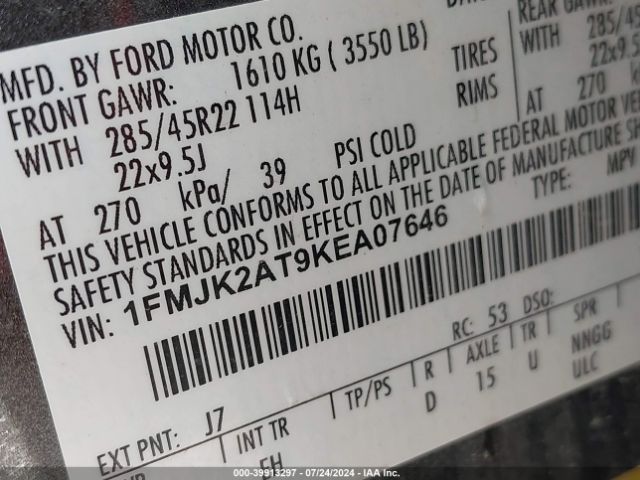 MFD. BY FORD MOTOR CO.
FRONT GAWR: 1610 KG ( 3550 LB)
WITH 285/45R22 114H TIRES
22x9.5J RIMS
AT 270 kPa/ 39 PSI COLD
REAR GAWR:
WITH 285/45
22x9.5
AT 270
THIS VEHICLE CONFORMS TO ALL APPLICABLE FEDERAL MOTOR
SAFETY STANDARDS IN EFFECT ON THE DATE OF MANUFACTURE
VIN: 1FMJK2AT9KEA07646
TYPE: MPV
RC: 53 DSO:
EXT PNT: J7
INT TR TP/PS R AXLE TR SPR
FH D 15 U NNGG
ULC
000-39913297 - 07/24/2024 - IAA Inc.